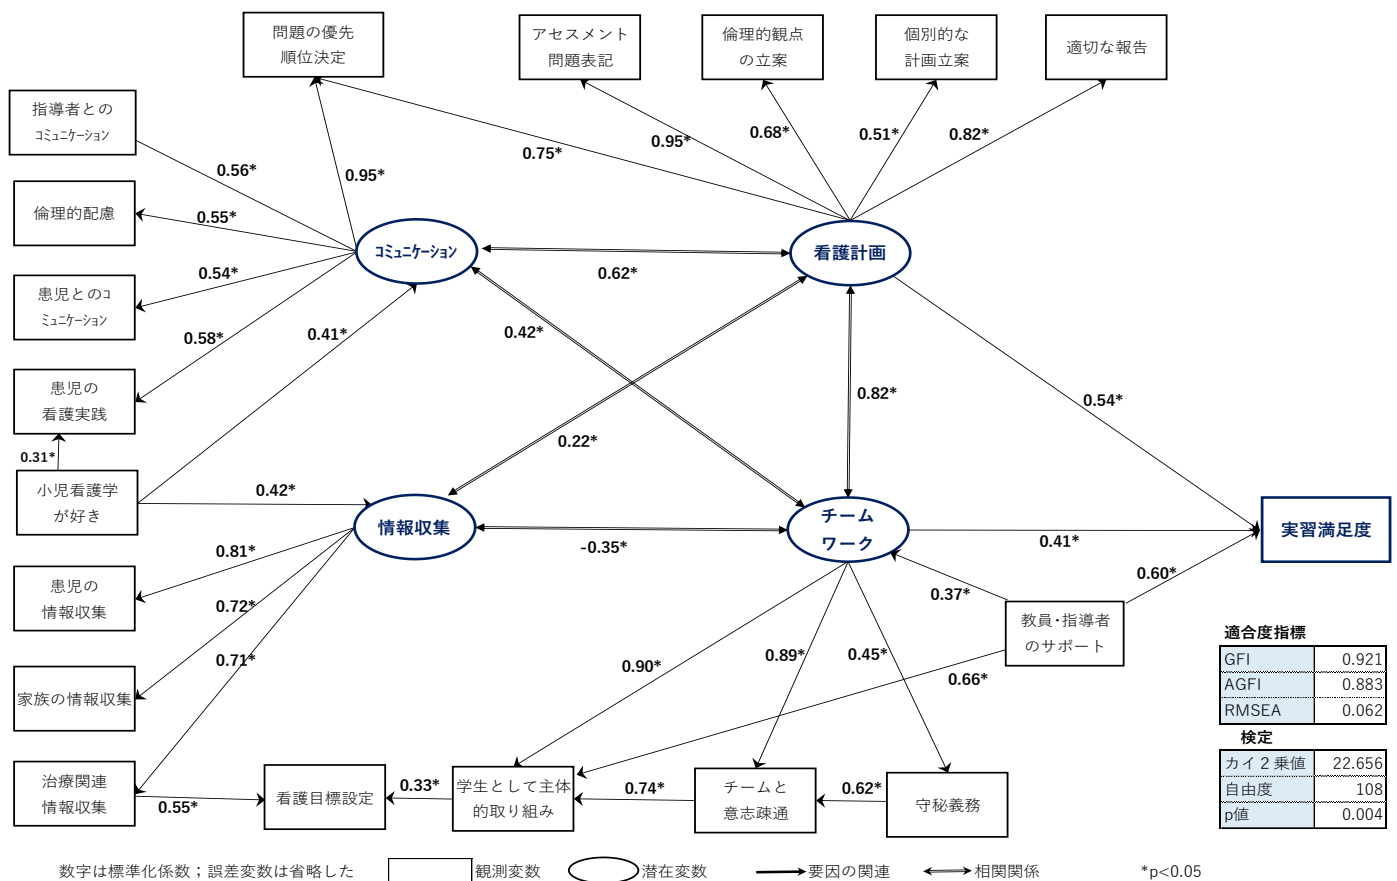 問題の優先
順位決定
アセスメント
問題表記
倫理的観点
の立案
個別的な
計画立案
適切な報告
指導者との
ｺﾐｭﾆｹｰｼｮﾝ
0.56*
0.95*
0.75*
0.95*
0.68*
0.51*
0.82*
倫理的配慮
0.55*
ｺﾐｭﾆｹｰｼｮﾝ
0.62*
看護計画
患児とのｺ
ﾐｭﾆｹｰｼｮﾝ
0.54*
0.58*
0.41*
0.42*
0.82*
0.54*
患児の
看護実践
0.31*
0.22*
小児看護学
が好き
0.42*
情報収集
-0.35*
チーム
ワーク
0.41*
実習満足度
0.81*
患児の
情報収集
0.72*
0.71*
0.37*
0.60*
教員･指導者
のサポート
家族の情報収集
0.90*
0.89*
0.45*
0.66*
治療関連
情報収集
0.55*
看護目標設定
0.33*
学生として主体
的取り組み
0.74*
チームと
意志疎通
0.62*
守秘義務
適合度指標
GFI 0.921
AGFI 0.883
RMSEA 0.062
検定
カイ２乗値 22.656
自由度 108
p値 0.004
数字は標準化係数；誤差変数は省略した 観測変数 潜在変数 要因の関連 相関関係 *p<0.05